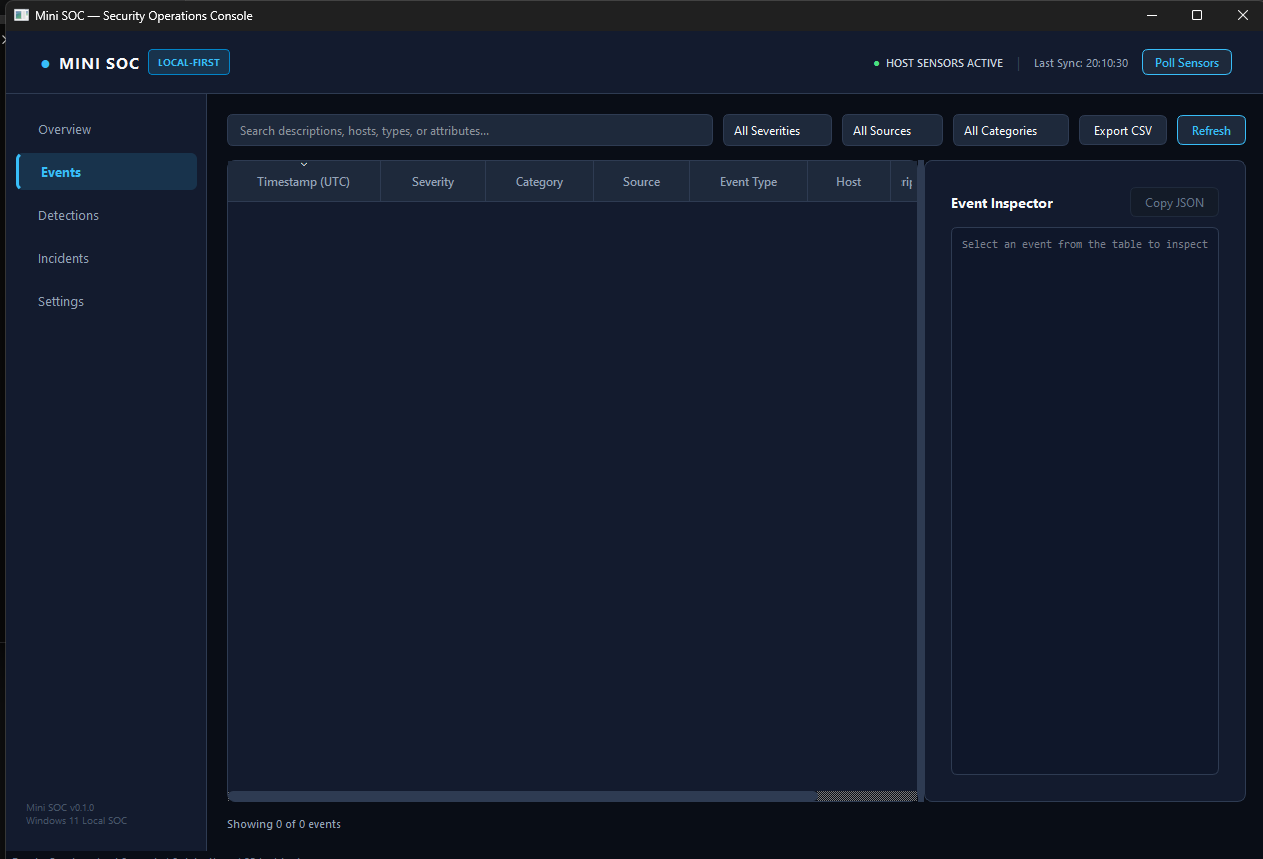 Mini SOC — Security Operations Console
MINI SOC
LOCAL-FIRST
HOST SENSORS ACTIVE
Last Sync: 20:10:30
Poll Sensors
Overview
Events
Detections
Incidents
Settings
Mini SOC v0.1.0
Windows 11 Local SOC
Search descriptions, hosts, types, or attributes...
All Severities
All Sources
All Categories
Export CSV
Refresh
Timestamp (UTC)
Severity
Category
Source
Event Type
Host
Event Inspector
Copy JSON
Select an event from the table to inspect
Showing 0 of 0 events